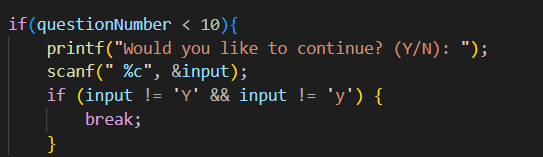 if(questionNumber < 10){
    printf("Would you like to continue? (Y/N): ");
    scanf(" %c", &input);
    if (input != 'Y' && input != 'y') {
        break;
    }